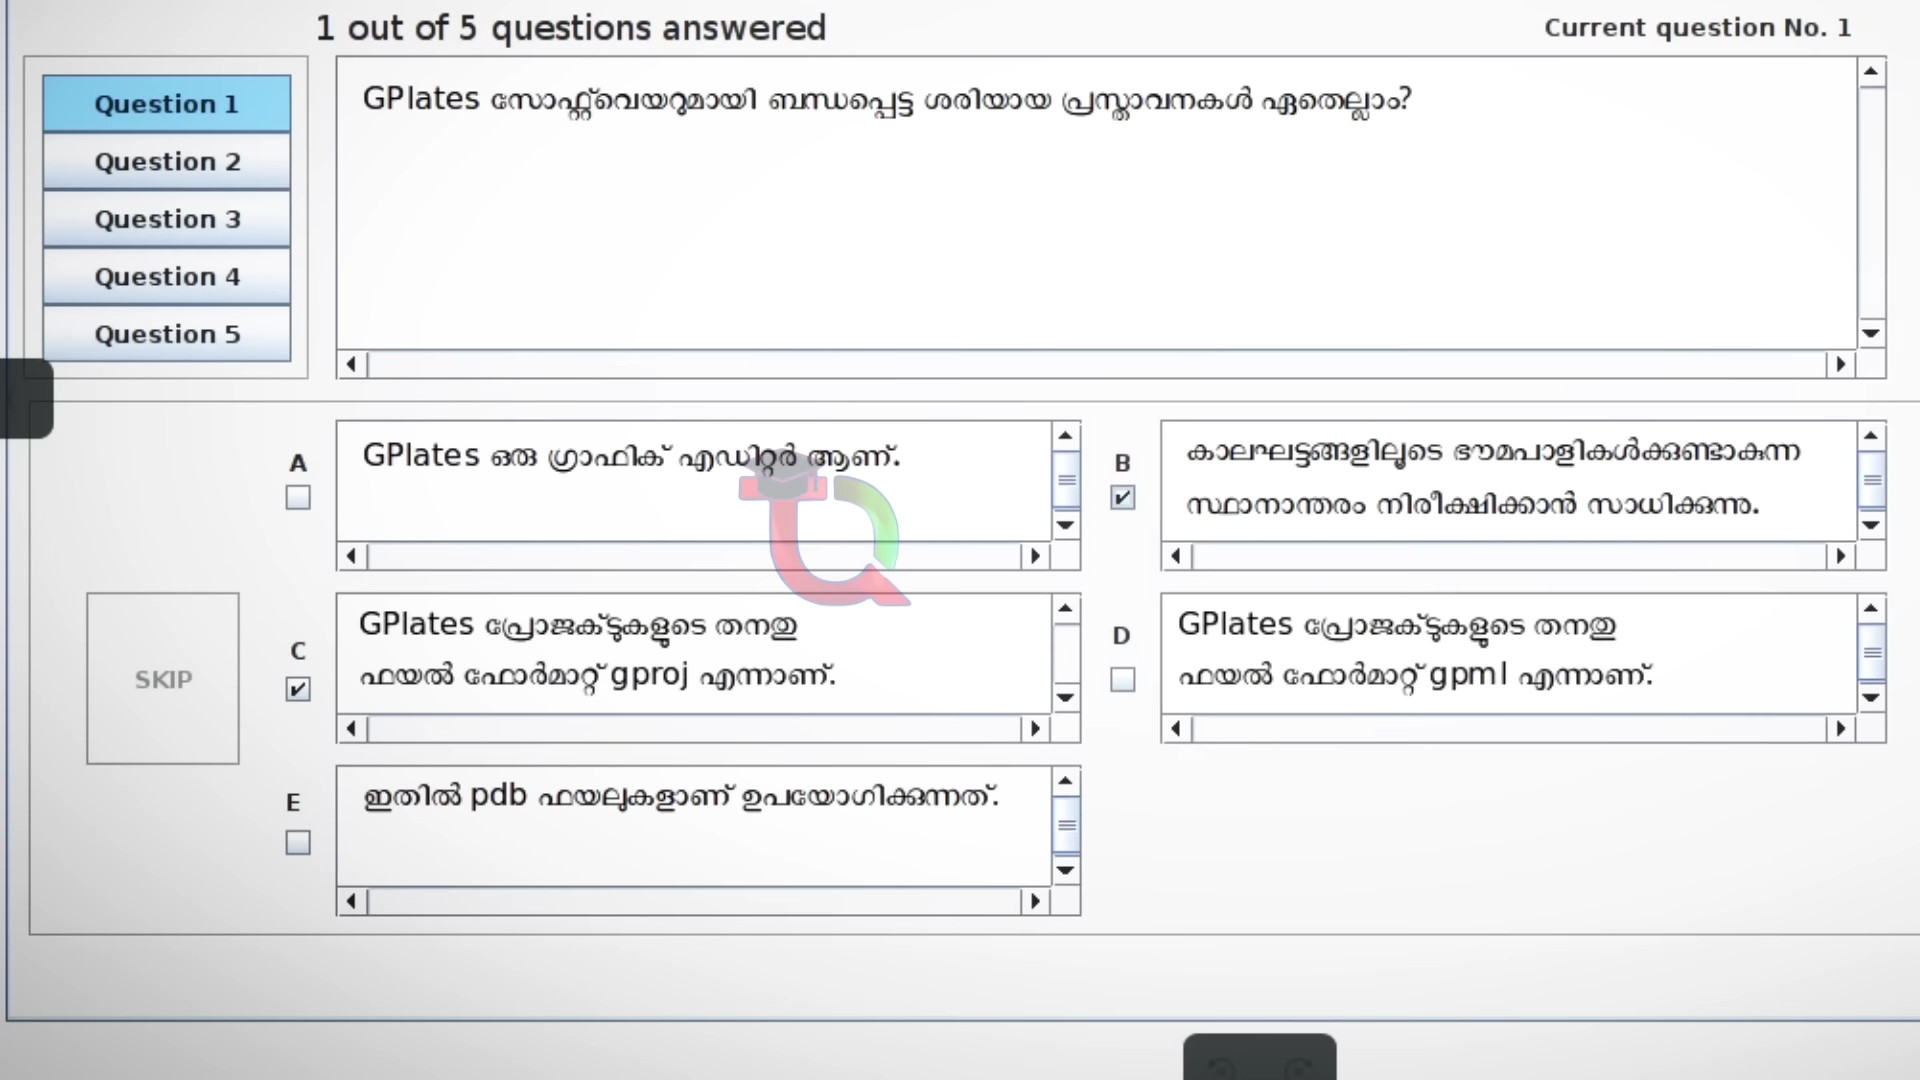 1 out of 5 questions answered
Current question No. 1
Question 1
Question 2
Question 3
Question 4
Question 5
GPlates സോഫ്റ്റ്‌വെയറുമായി ബന്ധപ്പെട്ട ശരിയായ പ്രസ്താവനകൾ ഏതെല്ലാം?
A
GPlates ഒരു ഗ്രാഫിക് എഡിറ്റർ ആണ്.
B
കാലഘട്ടങ്ങളിലൂടെ ഭൗമപാളികൾക്കുണ്ടാകുന്ന
സ്ഥാനാന്തരം നിരീക്ഷിക്കാൻ സാധിക്കുന്നു.
SKIP
C
GPlates പ്രോജക്ടുകളുടെ തനതു
ഫയൽ ഫോർമാറ്റ് gproj എന്നാണ്.
D
GPlates പ്രോജക്ടുകളുടെ തനതു
ഫയൽ ഫോർമാറ്റ് gpml എന്നാണ്.
E
ഇതിൽ pdb ഫയലുകളാണ് ഉപയോഗിക്കുന്നത്.